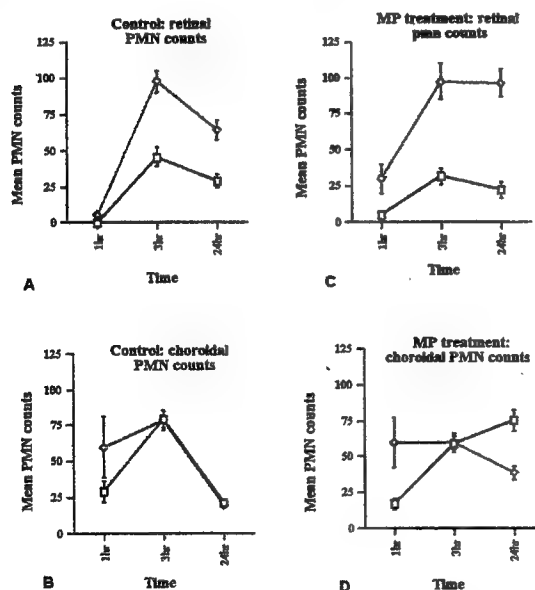 Control: retinal
PMN counts
125
100
75
50
25
0
Mean PMN counts
1hr
3hr
24hr
Time
A
MP treatment: retinal
pmn counts
125
100
75
50
25
0
Mean PMN counts
1hr
3hr
24hr
Time
C
Control: choroidal
PMN counts
125
100
75
50
25
0
Mean PMN counts
1hr
3hr
24hr
Time
B
MP treatment:
choroidal PMN counts
125
100
75
50
25
0
Mean PMN counts
1hr
3hr
24hr
Time
D